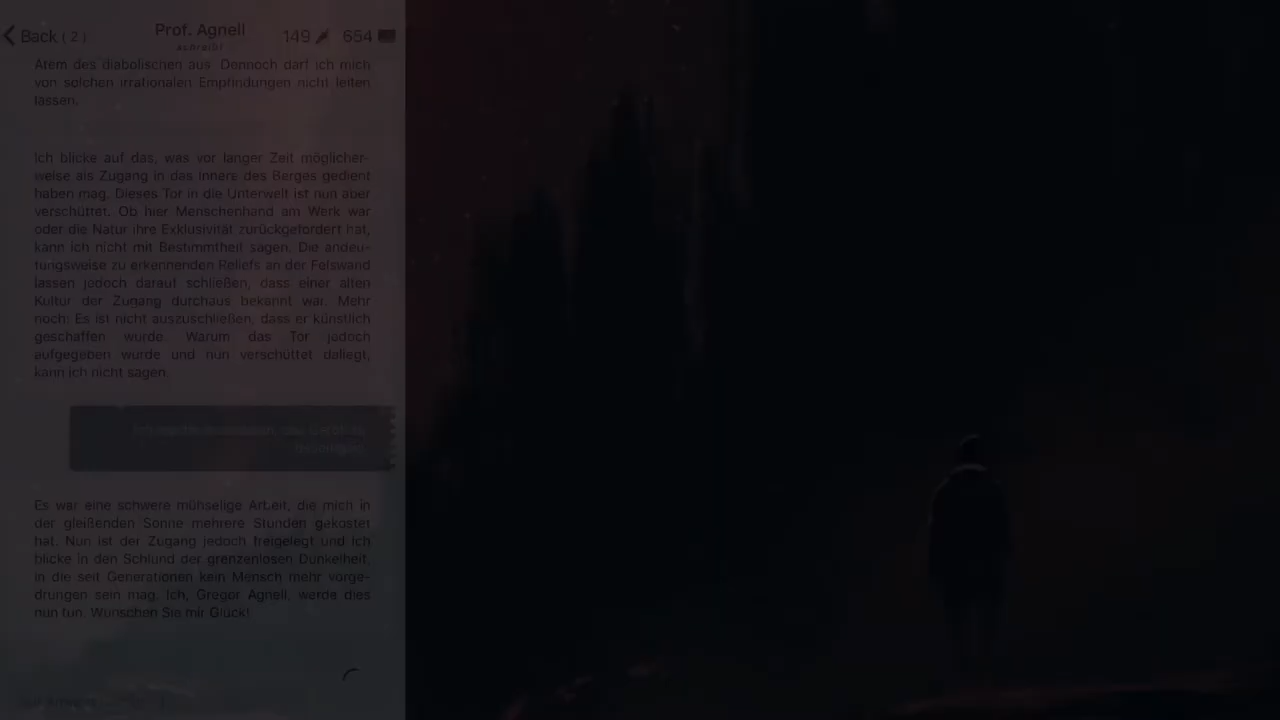 Back ( 2 )
Prof. Agnell
149
654
schreibt
Atem des diabolischen aus. Dennoch darf ich mich
von solchen irrationalen Empfindungen nicht leiten
lassen.
Ich blicke auf das, was vor langer Zeit möglicher-
weise als Zugang in das Innere des Berges gedient
haben mag. Dieses Tor in die Unterwelt ist nun aber
verschüttet. Ob hier Menschenhand am Werk war
oder die Natur ihre Exklusivität zurückgefordert hat,
kann ich nicht mit Bestimmtheit sagen. Die andeu-
tungsweise zu erkennenden Reliefs an der Felswand
lassen jedoch darauf schließen, dass einer alten
Kultur der Zugang durchaus bekannt war. Mehr
noch: Es ist nicht auszuschließen, dass er künstlich
geschaffen wurde. Warum das Tor jedoch
aufgegeben wurde und nun verschüttet daliegt,
kann ich nicht sagen.
Es war eine schwere mühselige Arbeit, die mich in
der gleißenden Sonne mehrere Stunden gekostet
hat. Nun ist der Zugang jedoch freigelegt und ich
blicke in den Schlund der grenzenlosen Dunkelheit,
in die seit Generationen kein Mensch mehr vorge-
drungen sein mag. Ich, Gregor Agnell, werde dies
nun tun. Wünschen Sie mir Glück!